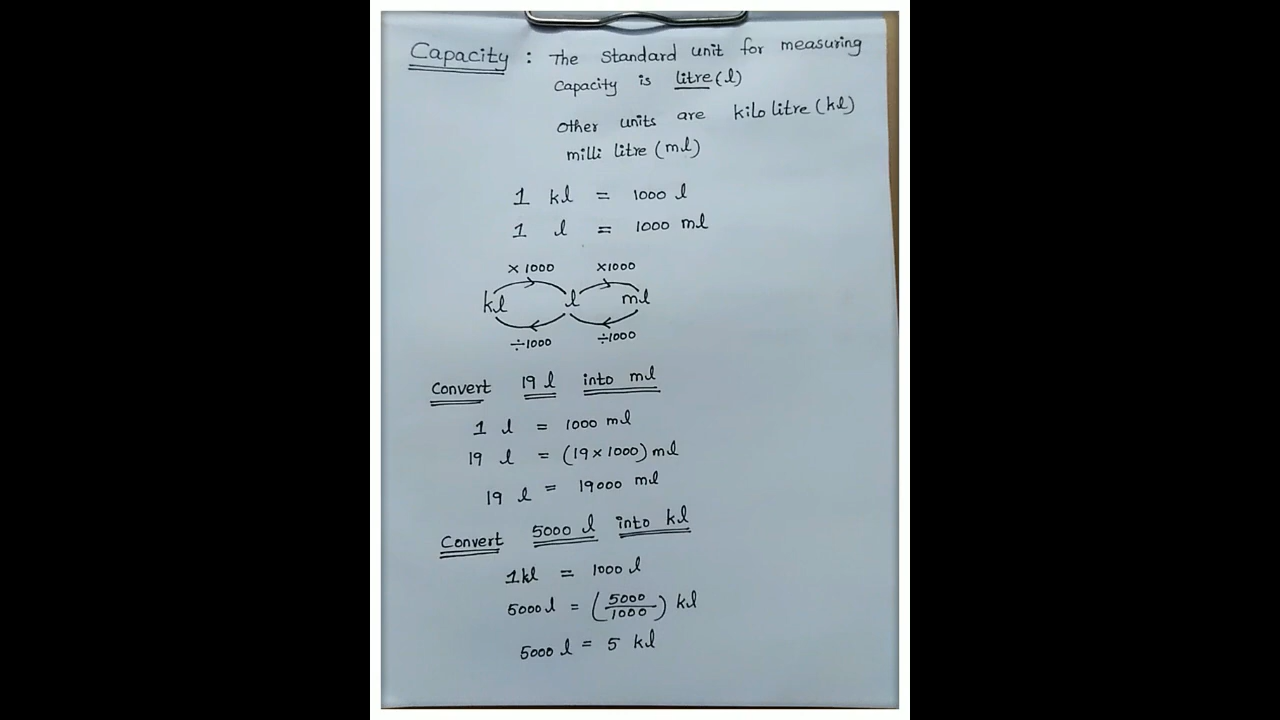 Capacity : The Standard unit for measuring
Capacity is litre (l)
Other units are kilo litre (kl)
milli litre (ml)
1 kl = 1000 l
1 l = 1000 ml
× 1000 ×1000
kl l ml
÷1000 ÷1000
Convert 19 l into ml
1 l = 1000 ml
19 l = (19 × 1000) ml
19 l = 19000 ml
Convert 5000 l into kl
1kl = 1000 l
5000 l = (5000/1000) kl
5000 l = 5 kl